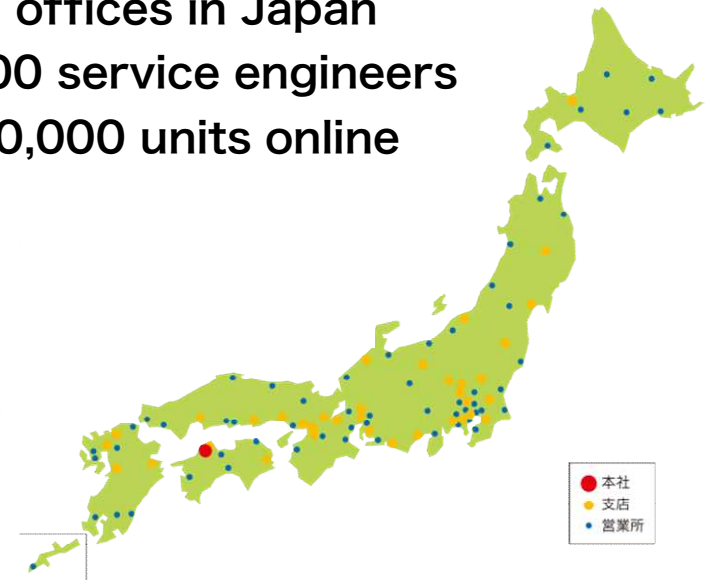 offices in Japan
00 service engineers
0,000 units online
本社
支店
営業所